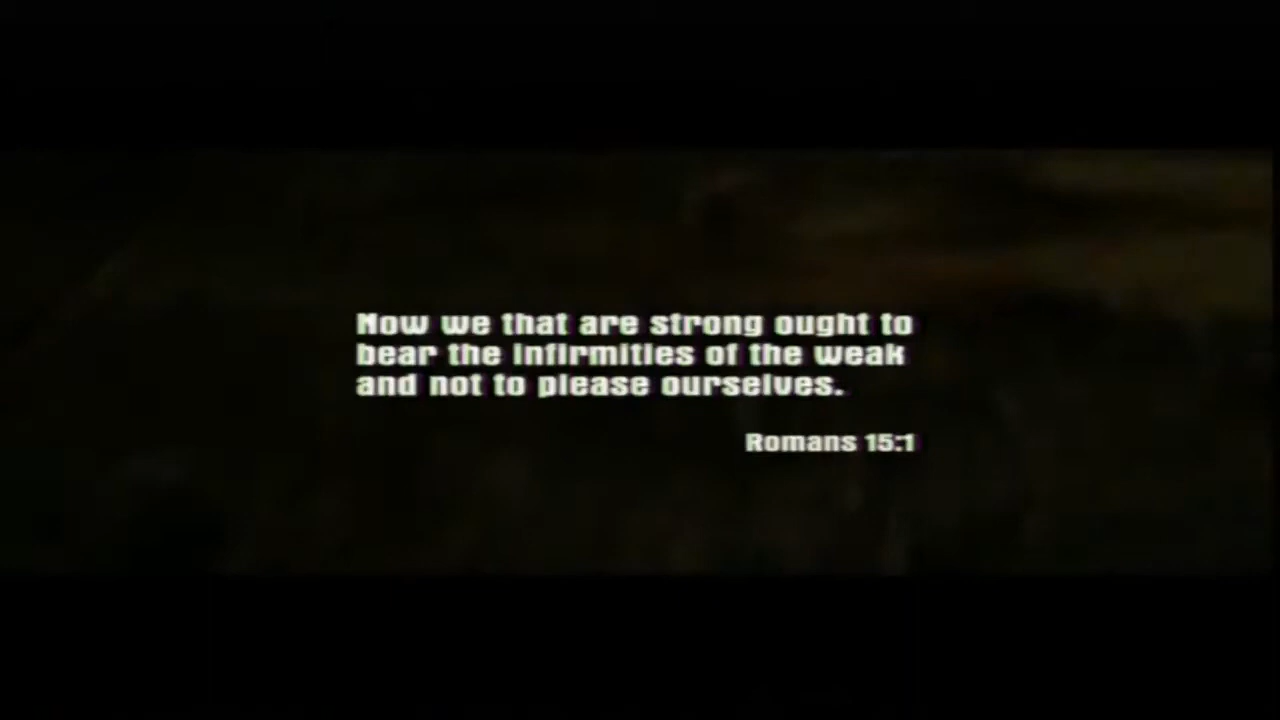 Now we that are strong ought to
bear the infirmities of the weak
and not to please ourselves.
Romans 15:1